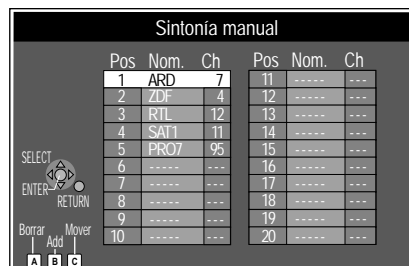 Sintonía manual
Pos Nom. Ch Pos Nom. Ch
1 ARD 7 11 ----- ---
2 ZDF 4 12 ----- ---
3 RTL 12 13 ----- ---
4 SAT1 11 14 ----- ---
5 PRO7 95 15 ----- ---
6 ----- --- 16 ----- ---
7 ----- --- 17 ----- ---
8 ----- --- 18 ----- ---
9 ----- --- 19 ----- ---
10 ----- --- 20 ----- ---
SELECT
ENTER
RETURN
Borrar Add Mover
A B C